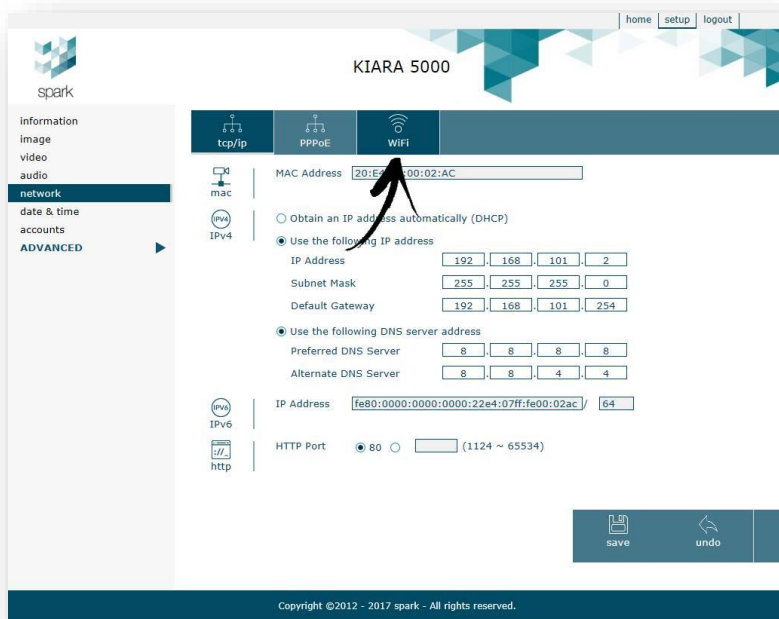 home setup logout
spark
KIARA 5000
information
image
video
audio
network
date & time
accounts
ADVANCED
tcp/ip PPPoE WiFi
mac
MAC Address 00:02:AC
IPv4
IPv4
Obtain an IP address automatically (DHCP)
Use the following IP address
IP Address 192 . 168 . 101 . 2
Subnet Mask 255 . 255 . 255 . 0
Default Gateway 192 . 168 . 101 . 254
Use the following DNS server address
Preferred DNS Server 8 . 8 . 8 . 8
Alternate DNS Server 8 . 8 . 4 . 4
IPv6
IPv6
IP Address fe80:0000:0000:0000:22e4:07ff:fe00:02ac / 64
://_
http
HTTP Port 80 (1124 ~ 65534)
save undo
Copyright ©2012 - 2017 spark - All rights reserved.